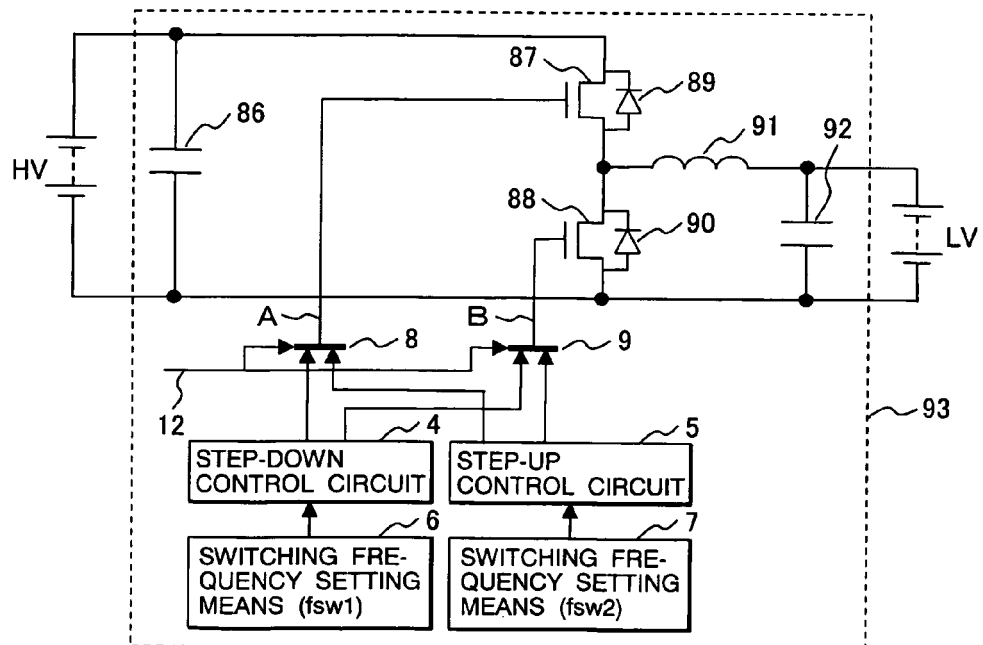 87
89
86
91
92
HV
88
90
LV
A
8
B
9
12
93
4
5
STEP-DOWN
CONTROL CIRCUIT
STEP-UP
CONTROL CIRCUIT
6
7
SWITCHING FRE-
QUENCY SETTING
MEANS (fsw1)
SWITCHING FRE-
QUENCY SETTING
MEANS (fsw2)